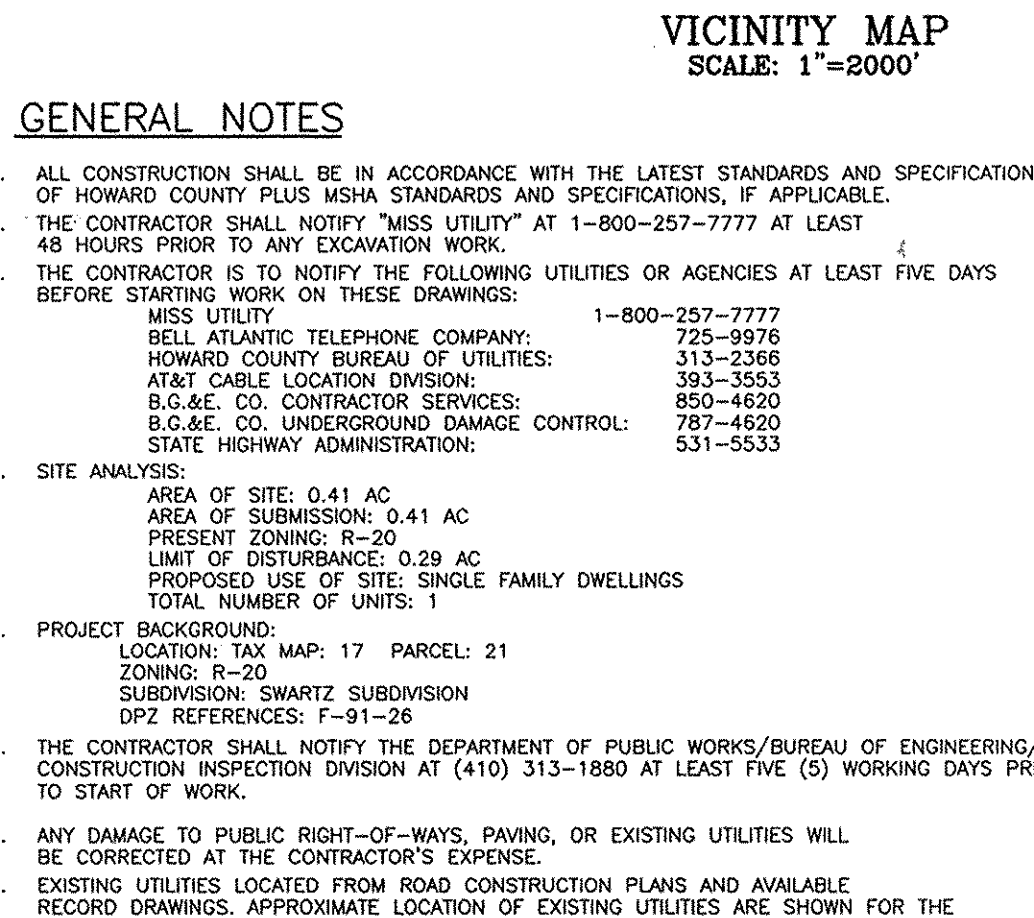 VICINITY MAP
SCALE: 1"=2000'
GENERAL NOTES
. ALL CONSTRUCTION SHALL BE IN ACCORDANCE WITH THE LATEST STANDARDS AND SPECIFICATION
OF HOWARD COUNTY PLUS MSHA STANDARDS AND SPECIFICATIONS, IF APPLICABLE.
. THE CONTRACTOR SHALL NOTIFY "MISS UTILITY" AT 1-800-257-7777 AT LEAST
48 HOURS PRIOR TO ANY EXCAVATION WORK.
. THE CONTRACTOR IS TO NOTIFY THE FOLLOWING UTILITIES OR AGENCIES AT LEAST FIVE DAYS
BEFORE STARTING WORK ON THESE DRAWINGS:
MISS UTILITY 1-800-257-7777
BELL ATLANTIC TELEPHONE COMPANY: 725-9976
HOWARD COUNTY BUREAU OF UTILITIES: 313-2366
AT&T CABLE LOCATION DIVISION: 393-3553
B.G.&E. CO. CONTRACTOR SERVICES: 850-4620
B.G.&E. CO. UNDERGROUND DAMAGE CONTROL: 787-4620
STATE HIGHWAY ADMINISTRATION: 531-5533
. SITE ANALYSIS:
AREA OF SITE: 0.41 AC
AREA OF SUBMISSION: 0.41 AC
PRESENT ZONING: R-20
LIMIT OF DISTURBANCE: 0.29 AC
PROPOSED USE OF SITE: SINGLE FAMILY DWELLINGS
TOTAL NUMBER OF UNITS: 1
. PROJECT BACKGROUND:
LOCATION: TAX MAP: 17 PARCEL: 21
ZONING: R-20
SUBDIVISION: SWARTZ SUBDIVISION
DPZ REFERENCES: F-91-26
. THE CONTRACTOR SHALL NOTIFY THE DEPARTMENT OF PUBLIC WORKS/BUREAU OF ENGINEERING/
CONSTRUCTION INSPECTION DIVISION AT (410) 313-1880 AT LEAST FIVE (5) WORKING DAYS PR
TO START OF WORK.
. ANY DAMAGE TO PUBLIC RIGHT-OF-WAYS, PAVING, OR EXISTING UTILITIES WILL
BE CORRECTED AT THE CONTRACTOR'S EXPENSE.
. EXISTING UTILITIES LOCATED FROM ROAD CONSTRUCTION PLANS AND AVAILABLE
RECORD DRAWINGS. APPROXIMATE LOCATION OF EXISTING UTILITIES ARE SHOWN FOR THE